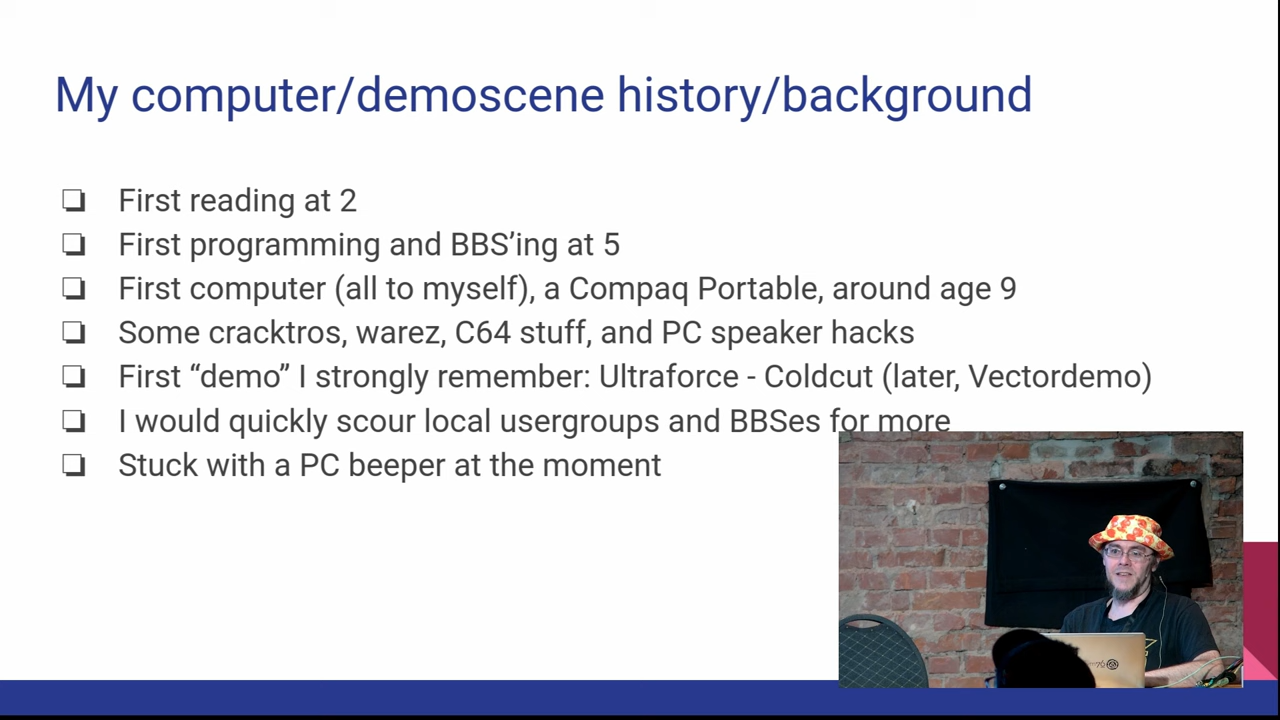 My computer/demoscene history/background
❏ First reading at 2
❏ First programming and BBS’ing at 5
❏ First computer (all to myself), a Compaq Portable, around age 9
❏ Some cracktros, warez, C64 stuff, and PC speaker hacks
❏ First “demo” I strongly remember: Ultraforce - Coldcut (later, Vectordemo)
❏ I would quickly scour local usergroups and BBSes for more
❏ Stuck with a PC beeper at the moment